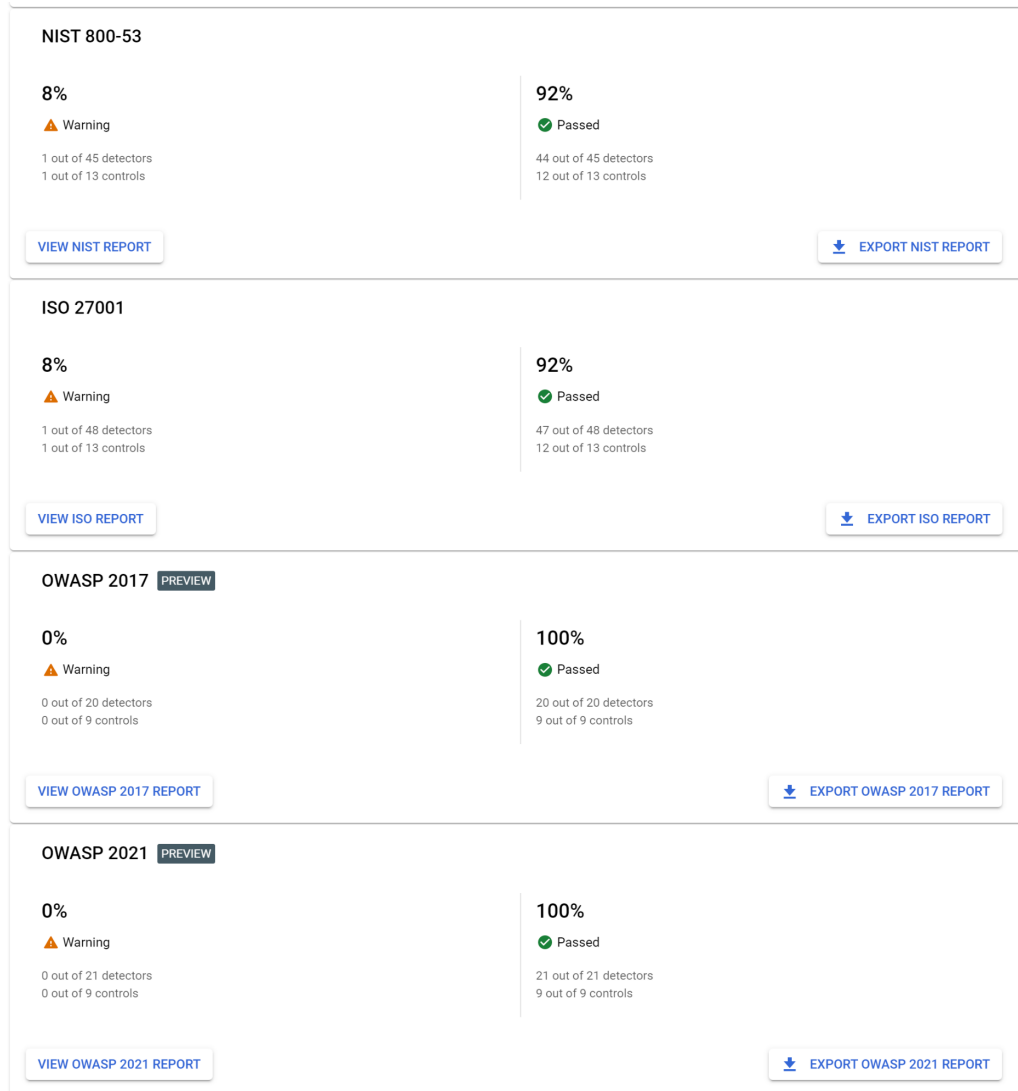 NIST 800-53
8%
Warning
1 out of 45 detectors
1 out of 13 controls
92%
Passed
44 out of 45 detectors
12 out of 13 controls
VIEW NIST REPORT
EXPORT NIST REPORT
ISO 27001
8%
Warning
1 out of 48 detectors
1 out of 13 controls
92%
Passed
47 out of 48 detectors
12 out of 13 controls
VIEW ISO REPORT
EXPORT ISO REPORT
OWASP 2017 PREVIEW
0%
Warning
0 out of 20 detectors
0 out of 9 controls
100%
Passed
20 out of 20 detectors
9 out of 9 controls
VIEW OWASP 2017 REPORT
EXPORT OWASP 2017 REPORT
OWASP 2021 PREVIEW
0%
Warning
0 out of 21 detectors
0 out of 9 controls
100%
Passed
21 out of 21 detectors
9 out of 9 controls
VIEW OWASP 2021 REPORT
EXPORT OWASP 2021 REPORT